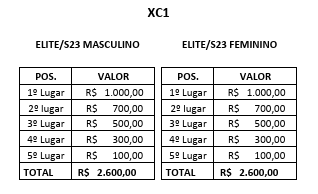 XC1
ELITE/S23 MASCULINO ELITE/S23 FEMININO
POS. VALOR POS. VALOR
1º Lugar R$ 1.000,00 1º Lugar R$ 1.000,00
2º lugar R$ 700,00 2º lugar R$ 700,00
3º Lugar R$ 500,00 3º Lugar R$ 500,00
4º Lugar R$ 300,00 4º Lugar R$ 300,00
5º Lugar R$ 100,00 5º Lugar R$ 100,00
TOTAL R$ 2.600,00 TOTAL R$ 2.600,00